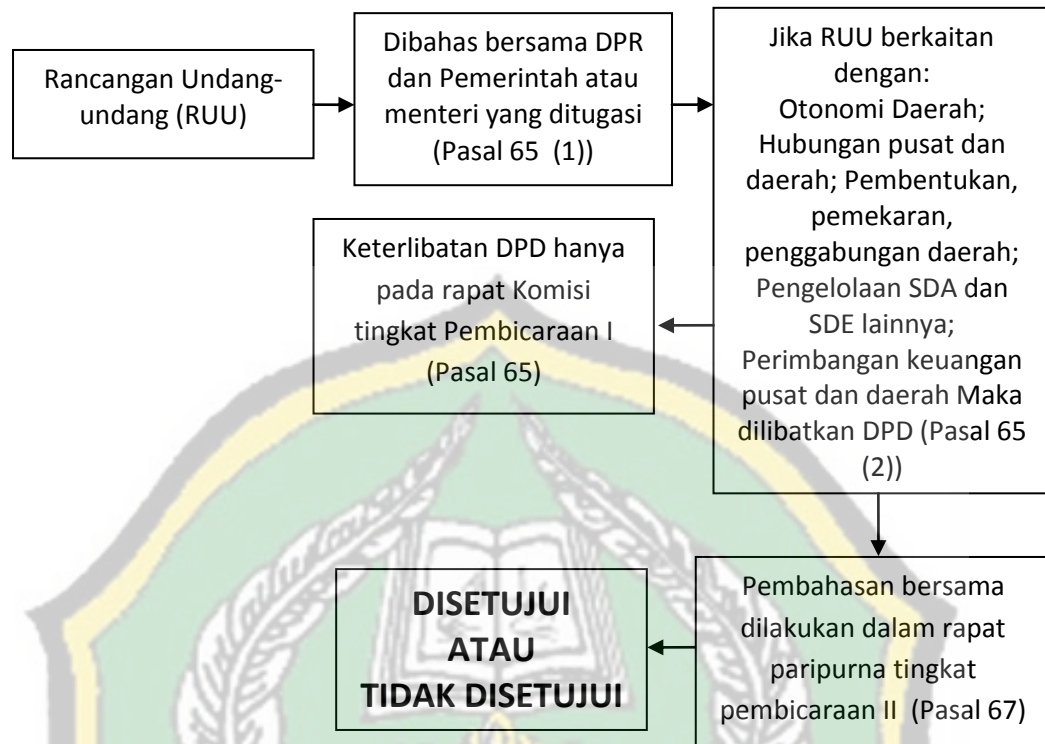 Rancangan Undang-
undang (RUU)
Dibahas bersama DPR
dan Pemerintah atau
menteri yang ditugasi
(Pasal 65 (1))
Jika RUU berkaitan
dengan:
Otonomi Daerah;
Hubungan pusat dan
daerah; Pembentukan,
pemekaran,
penggabungan daerah;
Pengelolaan SDA dan
SDE lainnya;
Perimbangan keuangan
pusat dan daerah Maka
dilibatkan DPD (Pasal 65
(2))
Keterlibatan DPD hanya
pada rapat Komisi
tingkat Pembicaraan I
(Pasal 65)
Pembahasan bersama
dilakukan dalam rapat
paripurna tingkat
pembicaraan II (Pasal 67)
DISETUJUI
ATAU
TIDAK DISETUJUI